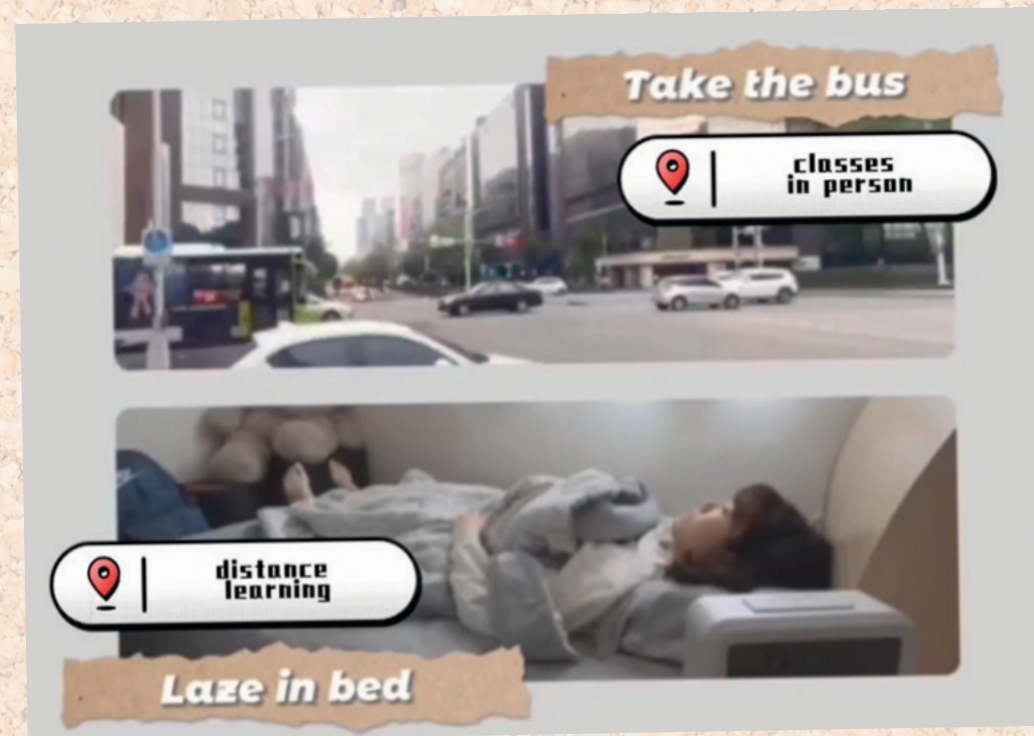 Take the bus
classes
in person
distance
learning
Laze in bed